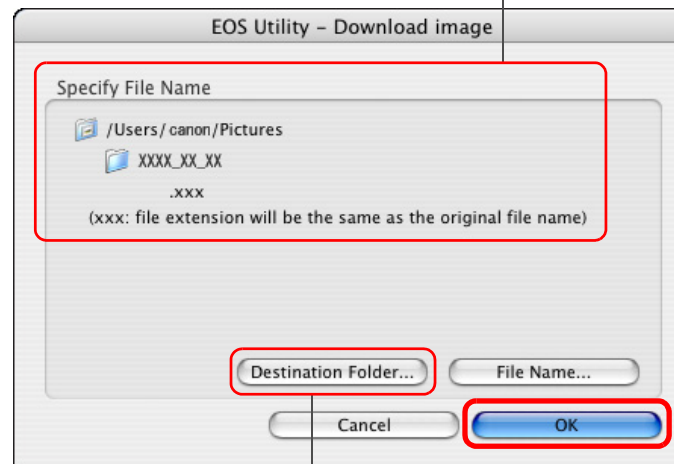 EOS Utility – Download image
Specify File Name
/Users/canon/Pictures
XXXX_XX_XX
.xxx
(xxx: file extension will be the same as the original file name)
Destination Folder... File Name...
Cancel OK